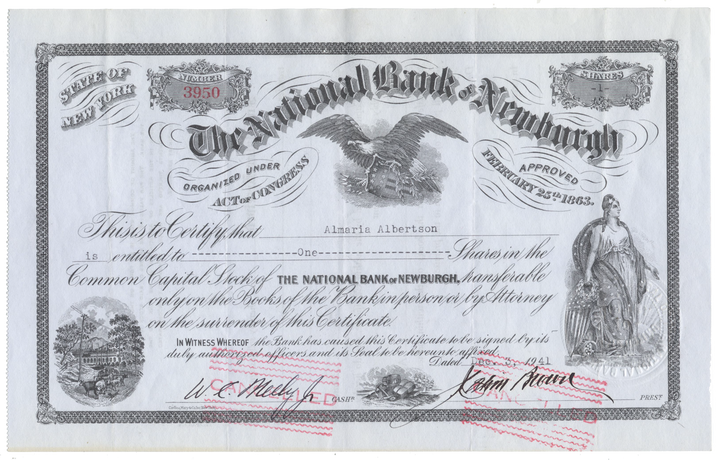 STATE OF NEW YORK
NUMBER
3950
SHARES
-1-
The National Bank of Newburgh
ORGANIZED UNDER ACT OF CONGRESS
APPROVED FEBRUARY 25TH 1863.
This is to Certify that Almaria Albertson
is entitled to One Shares in the
Common Capital Stock of THE NATIONAL BANK OF NEWBURGH, transferable
only on the Books of the Bank in person or by Attorney
on the surrender of this Certificate.
IN WITNESS WHEREOF the Bank has caused this Certificate to be signed by its
duly authorized officers and its Seal to be hereunto affixed.
Dated Dec. 1941
CASHR
PREST
CANCELLED
CANCELLED